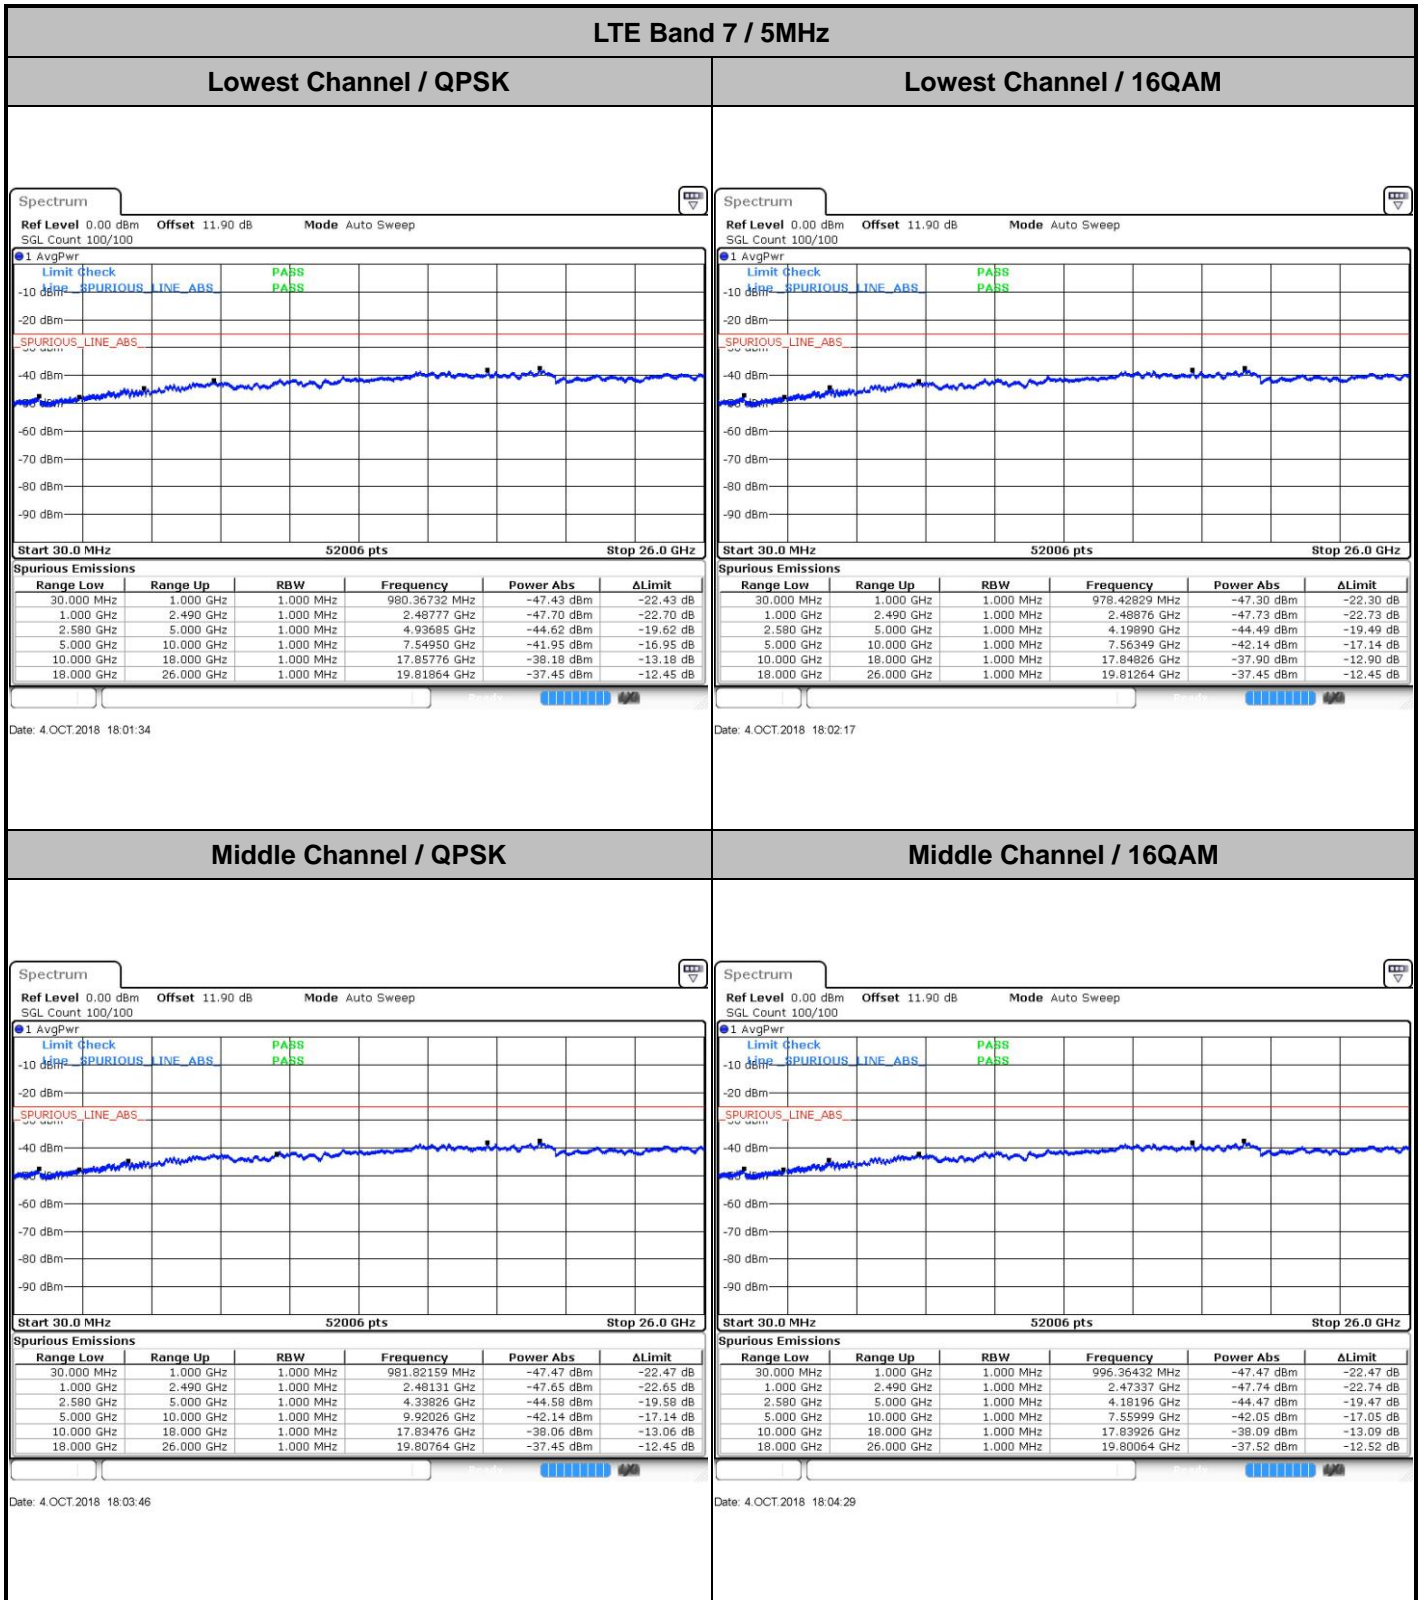 LTE Band 7 / 5MHz
Lowest Channel / QPSK
Lowest Channel / 16QAM
Spectrum
Ref Level 0.00 dBm Offset 11.90 dB Mode Auto Sweep
SGL Count 100/100
1 AvgPwr
Limit Check PASS
Line _SPURIOUS_LINE_ABS_ PASS
-10 dBm
-20 dBm
_SPURIOUS_LINE_ABS_
-30 dBm
-40 dBm
-50 dBm
-60 dBm
-70 dBm
-80 dBm
-90 dBm
Start 30.0 MHz 52006 pts Stop 26.0 GHz
Spurious Emissions
Range Low Range Up RBW Frequency Power Abs ΔLimit
30.000 MHz 1.000 GHz 1.000 MHz 980.36732 MHz -47.43 dBm -22.43 dB
1.000 GHz 2.490 GHz 1.000 MHz 2.48777 GHz -47.70 dBm -22.70 dB
2.580 GHz 5.000 GHz 1.000 MHz 4.93685 GHz -44.62 dBm -19.62 dB
5.000 GHz 10.000 GHz 1.000 MHz 7.54950 GHz -41.95 dBm -16.95 dB
10.000 GHz 18.000 GHz 1.000 MHz 17.85776 GHz -38.18 dBm -13.18 dB
18.000 GHz 26.000 GHz 1.000 MHz 19.81864 GHz -37.45 dBm -12.45 dB
Date: 4.OCT.2018 18:01:34
Spectrum
Ref Level 0.00 dBm Offset 11.90 dB Mode Auto Sweep
SGL Count 100/100
1 AvgPwr
Limit Check PASS
Line _SPURIOUS_LINE_ABS_ PASS
-10 dBm
-20 dBm
_SPURIOUS_LINE_ABS_
-30 dBm
-40 dBm
-50 dBm
-60 dBm
-70 dBm
-80 dBm
-90 dBm
Start 30.0 MHz 52006 pts Stop 26.0 GHz
Spurious Emissions
Range Low Range Up RBW Frequency Power Abs ΔLimit
30.000 MHz 1.000 GHz 1.000 MHz 978.42829 MHz -47.30 dBm -22.30 dB
1.000 GHz 2.490 GHz 1.000 MHz 2.48876 GHz -47.73 dBm -22.73 dB
2.580 GHz 5.000 GHz 1.000 MHz 4.19890 GHz -44.49 dBm -19.49 dB
5.000 GHz 10.000 GHz 1.000 MHz 7.56349 GHz -42.14 dBm -17.14 dB
10.000 GHz 18.000 GHz 1.000 MHz 17.84826 GHz -37.90 dBm -12.90 dB
18.000 GHz 26.000 GHz 1.000 MHz 19.81264 GHz -37.45 dBm -12.45 dB
Date: 4.OCT.2018 18:02:17
Middle Channel / QPSK
Middle Channel / 16QAM
Spectrum
Ref Level 0.00 dBm Offset 11.90 dB Mode Auto Sweep
SGL Count 100/100
1 AvgPwr
Limit Check PASS
Line _SPURIOUS_LINE_ABS_ PASS
-10 dBm
-20 dBm
_SPURIOUS_LINE_ABS_
-30 dBm
-40 dBm
-50 dBm
-60 dBm
-70 dBm
-80 dBm
-90 dBm
Start 30.0 MHz 52006 pts Stop 26.0 GHz
Spurious Emissions
Range Low Range Up RBW Frequency Power Abs ΔLimit
30.000 MHz 1.000 GHz 1.000 MHz 981.82159 MHz -47.47 dBm -22.47 dB
1.000 GHz 2.490 GHz 1.000 MHz 2.48131 GHz -47.65 dBm -22.65 dB
2.580 GHz 5.000 GHz 1.000 MHz 4.33826 GHz -44.58 dBm -19.58 dB
5.000 GHz 10.000 GHz 1.000 MHz 9.92026 GHz -42.14 dBm -17.14 dB
10.000 GHz 18.000 GHz 1.000 MHz 17.83476 GHz -38.06 dBm -13.06 dB
18.000 GHz 26.000 GHz 1.000 MHz 19.80764 GHz -37.45 dBm -12.45 dB
Date: 4.OCT.2018 18:03:46
Spectrum
Ref Level 0.00 dBm Offset 11.90 dB Mode Auto Sweep
SGL Count 100/100
1 AvgPwr
Limit Check PASS
Line _SPURIOUS_LINE_ABS_ PASS
-10 dBm
-20 dBm
_SPURIOUS_LINE_ABS_
-30 dBm
-40 dBm
-50 dBm
-60 dBm
-70 dBm
-80 dBm
-90 dBm
Start 30.0 MHz 52006 pts Stop 26.0 GHz
Spurious Emissions
Range Low Range Up RBW Frequency Power Abs ΔLimit
30.000 MHz 1.000 GHz 1.000 MHz 996.36432 MHz -47.47 dBm -22.47 dB
1.000 GHz 2.490 GHz 1.000 MHz 2.47337 GHz -47.74 dBm -22.74 dB
2.580 GHz 5.000 GHz 1.000 MHz 4.18196 GHz -44.47 dBm -19.47 dB
5.000 GHz 10.000 GHz 1.000 MHz 7.55999 GHz -42.05 dBm -17.05 dB
10.000 GHz 18.000 GHz 1.000 MHz 17.83926 GHz -38.09 dBm -13.09 dB
18.000 GHz 26.000 GHz 1.000 MHz 19.80064 GHz -37.52 dBm -12.52 dB
Date: 4.OCT.2018 18:04:29